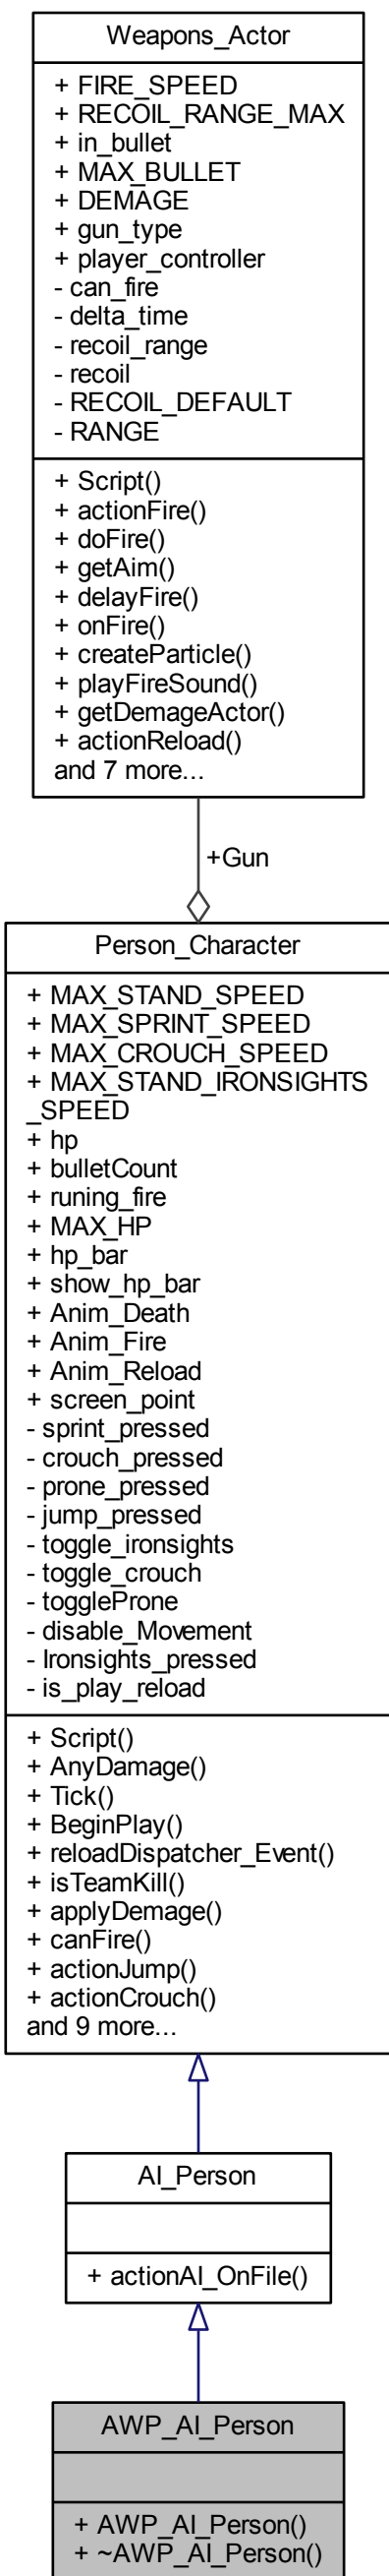 Weapons_Actor
+ FIRE_SPEED
+ RECOIL_RANGE_MAX
+ in_bullet
+ MAX_BULLET
+ DEMAGE
+ gun_type
+ player_controller
- can_fire
- delta_time
- recoil_range
- recoil
- RECOIL_DEFAULT
- RANGE
+ Script()
+ actionFire()
+ doFire()
+ getAim()
+ delayFire()
+ onFire()
+ createParticle()
+ playFireSound()
+ getDemageActor()
+ actionReload()
and 7 more...
+Gun
Person_Character
+ MAX_STAND_SPEED
+ MAX_SPRINT_SPEED
+ MAX_CROUCH_SPEED
+ MAX_STAND_IRONSIGHTS
_SPEED
+ hp
+ bulletCount
+ runing_fire
+ MAX_HP
+ hp_bar
+ show_hp_bar
+ Anim_Death
+ Anim_Fire
+ Anim_Reload
+ screen_point
- sprint_pressed
- crouch_pressed
- prone_pressed
- jump_pressed
- toggle_ironsights
- toggle_crouch
- toggleProne
- disable_Movement
- Ironsights_pressed
- is_play_reload
+ Script()
+ AnyDamage()
+ Tick()
+ BeginPlay()
+ reloadDispatcher_Event()
+ isTeamKill()
+ applyDemage()
+ canFire()
+ actionJump()
+ actionCrouch()
and 9 more...
AI_Person
+ actionAI_OnFile()
AWP_AI_Person
+ AWP_AI_Person()
+ ~AWP_AI_Person()